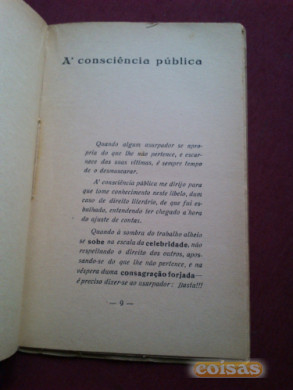 A' consciência pública
Quando algum usurpador se apro-
pria do que lhe não pertence, e escar-
nece das suas vítimas, é sempre tempo
de o desmascarar.
A' consciência pública me dirijo para
que tome conhecimento neste libelo, dum
caso de direito literário, de que fui es-
bulhado, entendendo ter chegado a hora
do ajuste de contas.
Quando à sombra do trabalho alheio
se sobe na escala da celebridade, não
respeitando o direito dos outros, apos-
sando-se do que lhe não pertence, e na
véspera duma consagração forjada—
é preciso dizer-se ao usurpador: Basta!!!
— 9 —
coisas